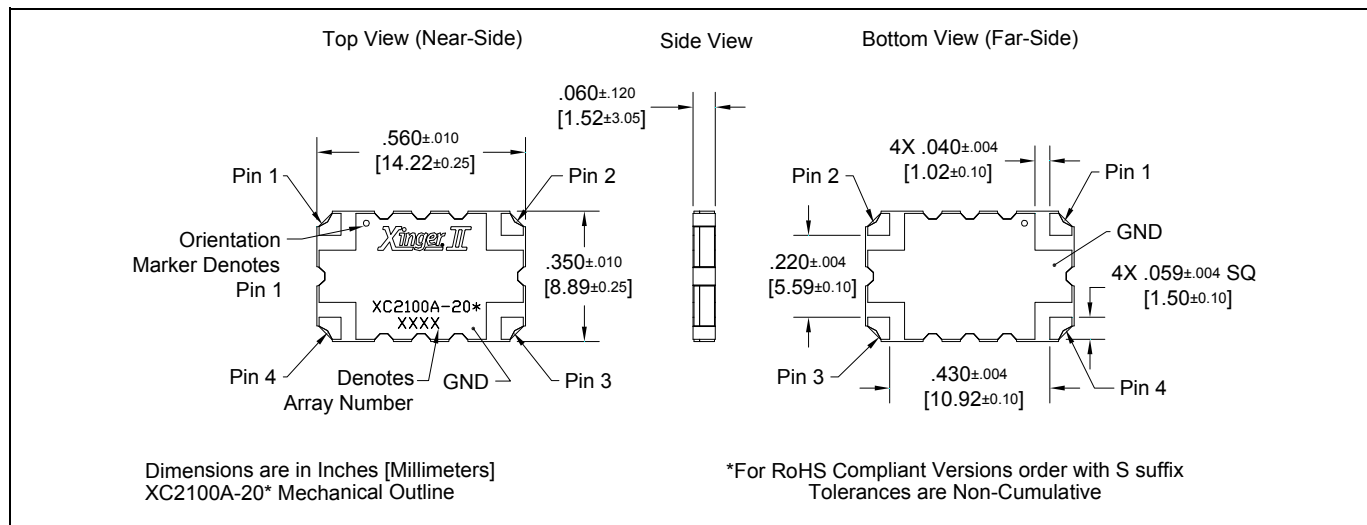 Top View (Near-Side)
Side View
Bottom View (Far-Side)
.560±.010
[14.22±0.25]
Pin 1
Pin 2
Orientation
Marker Denotes
Pin 1
Xinger II
.350±.010
[8.89±0.25]
XC2100A-20*
XXXX
Pin 4
Denotes
Array Number
GND
Pin 3
.060±.120
[1.52±3.05]
4X .040±.004
[1.02±0.10]
Pin 2
Pin 1
GND
.220±.004
[5.59±0.10]
4X .059±.004 SQ
[1.50±0.10]
Pin 3
.430±.004
[10.92±0.10]
Pin 4
Dimensions are in Inches [Millimeters]
XC2100A-20* Mechanical Outline
*For RoHS Compliant Versions order with S suffix
Tolerances are Non-Cumulative